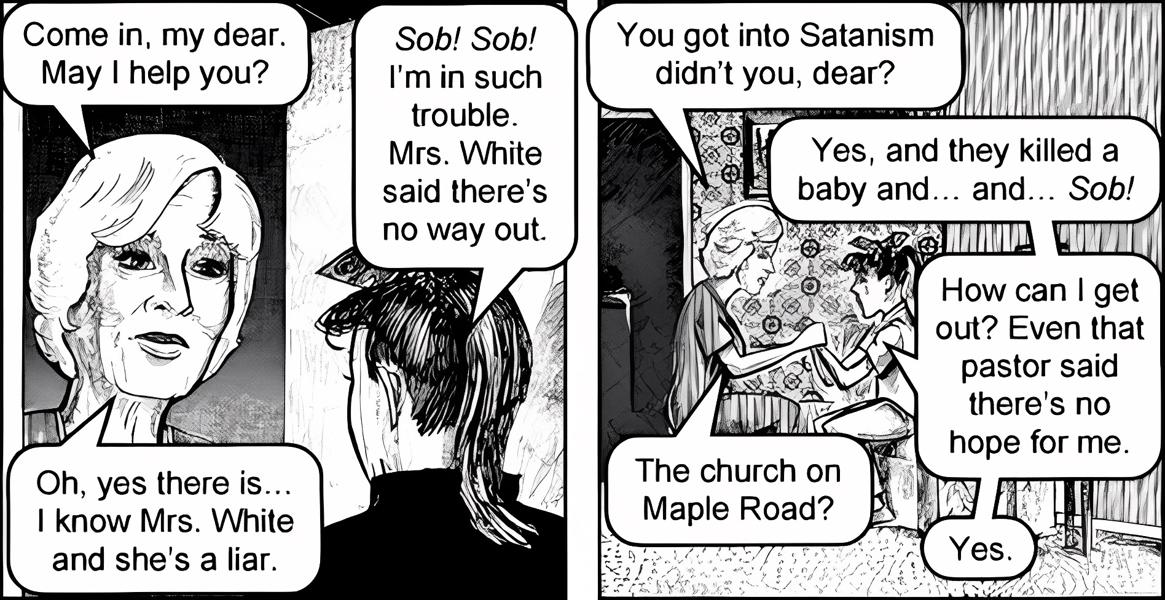 Come in, my dear.
May I help you?
Sob! Sob!
I'm in such
trouble.
Mrs. White
said there's
no way out.
Oh, yes there is...
I know Mrs. White
and she's a liar.
You got into Satanism
didn't you, dear?
Yes, and they killed a
baby and... and... Sob!
How can I get
out? Even that
pastor said
there's no
hope for me.
The church on
Maple Road?
Yes.